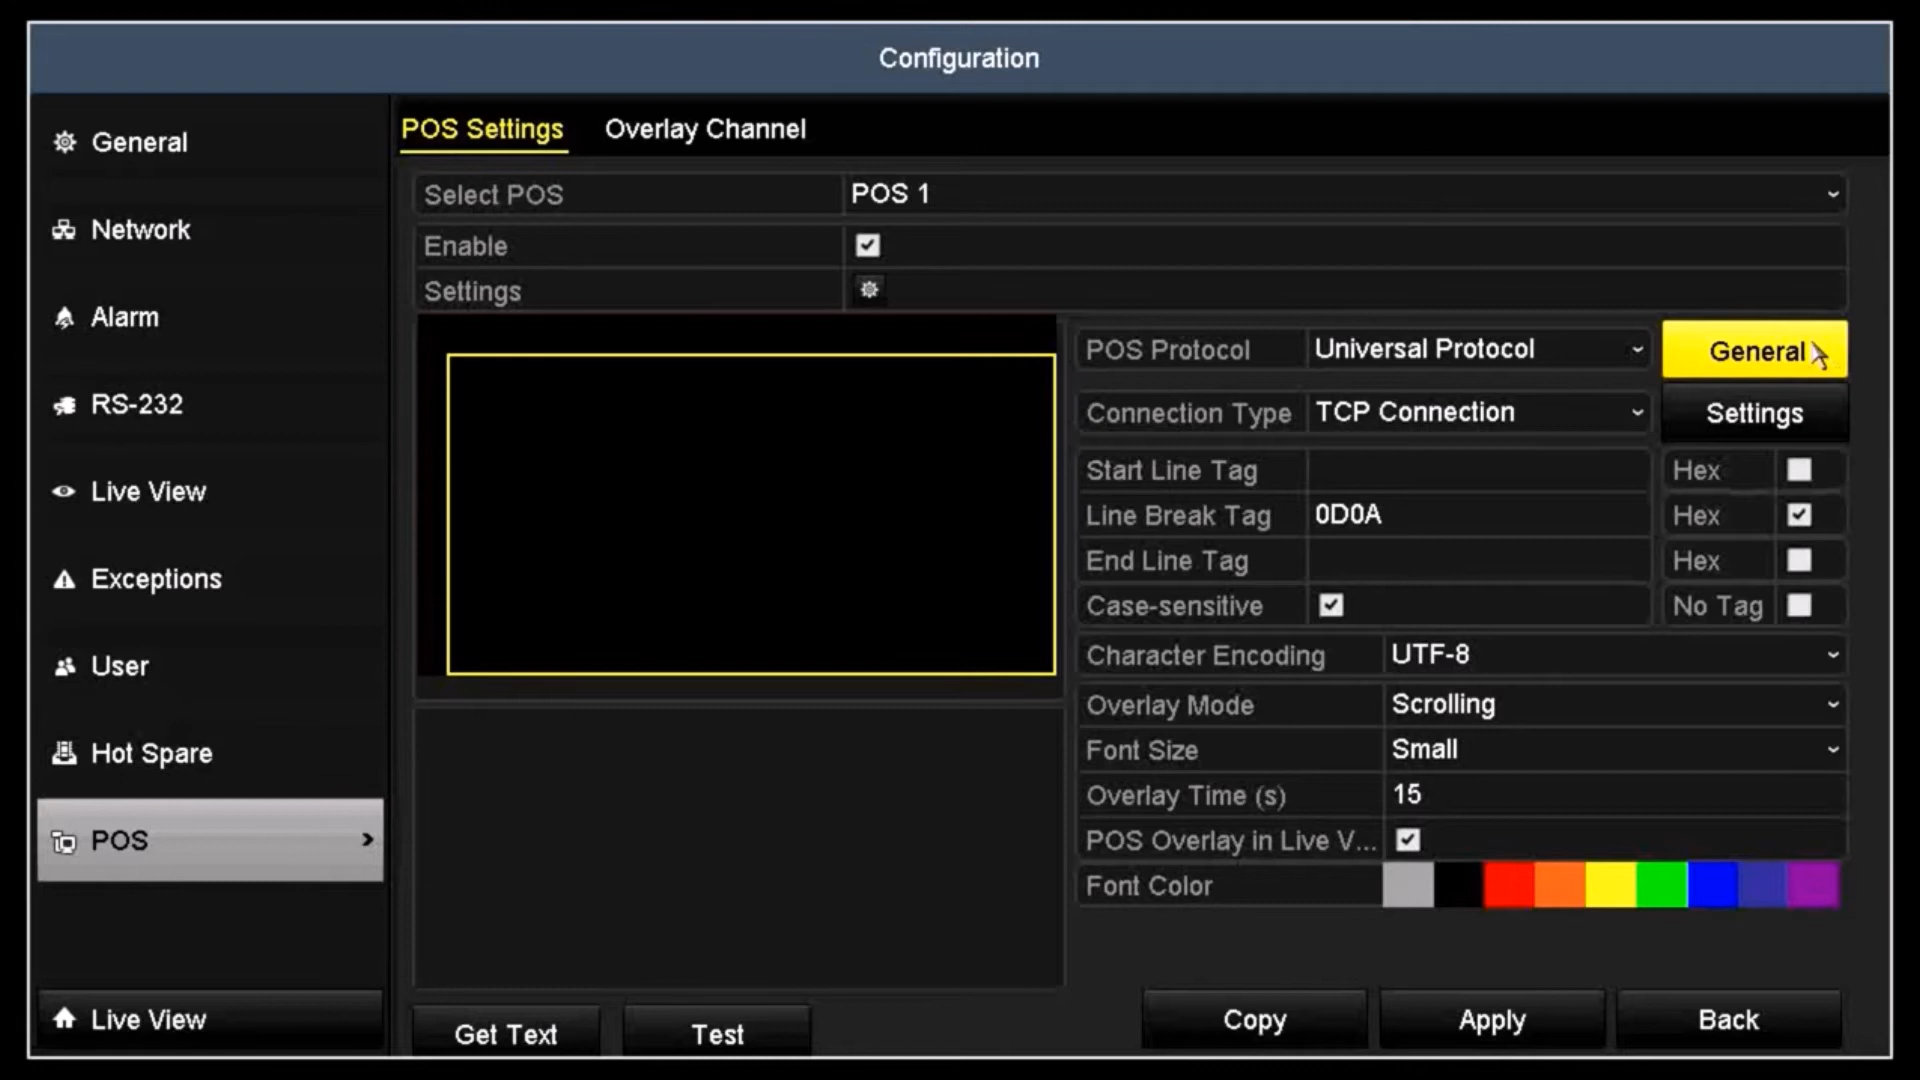 Configuration
General
Network
Alarm
RS-232
Live View
Exceptions
User
Hot Spare
POS
Live View
POS Settings Overlay Channel
Select POS POS 1
Enable
Settings
POS Protocol Universal Protocol General
Connection Type TCP Connection Settings
Start Line Tag Hex
Line Break Tag 0D0A Hex
End Line Tag Hex
Case-sensitive No Tag
Character Encoding UTF-8
Overlay Mode Scrolling
Font Size Small
Overlay Time (s) 15
POS Overlay in Live V...
Font Color
Get Text Test Copy Apply Back